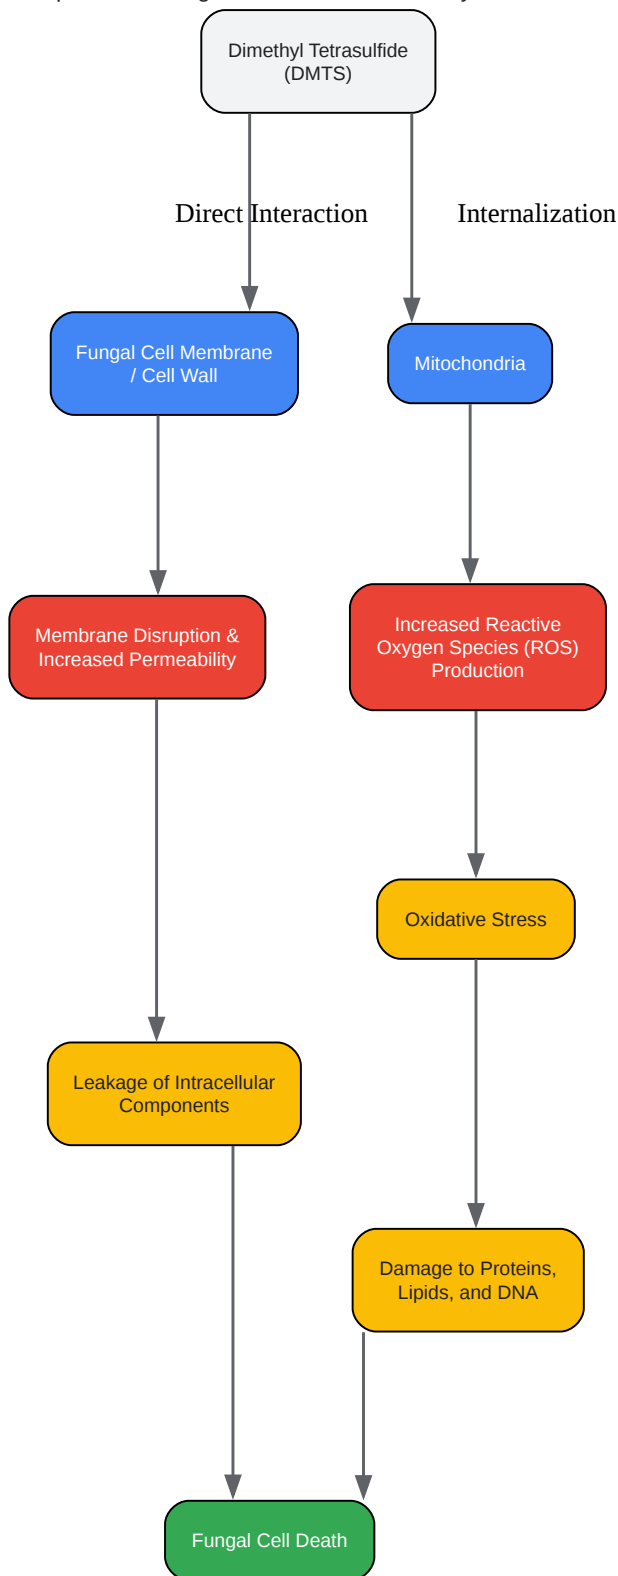 Dimethyl Tetrasulfide
(DMTS)
Direct Interaction
Internalization
Fungal Cell Membrane
/ Cell Wall
Mitochondria
Membrane Disruption &
Increased Permeability
Increased Reactive
Oxygen Species (ROS)
Production
Oxidative Stress
Leakage of Intracellular
Components
Damage to Proteins,
Lipids, and DNA
Fungal Cell Death